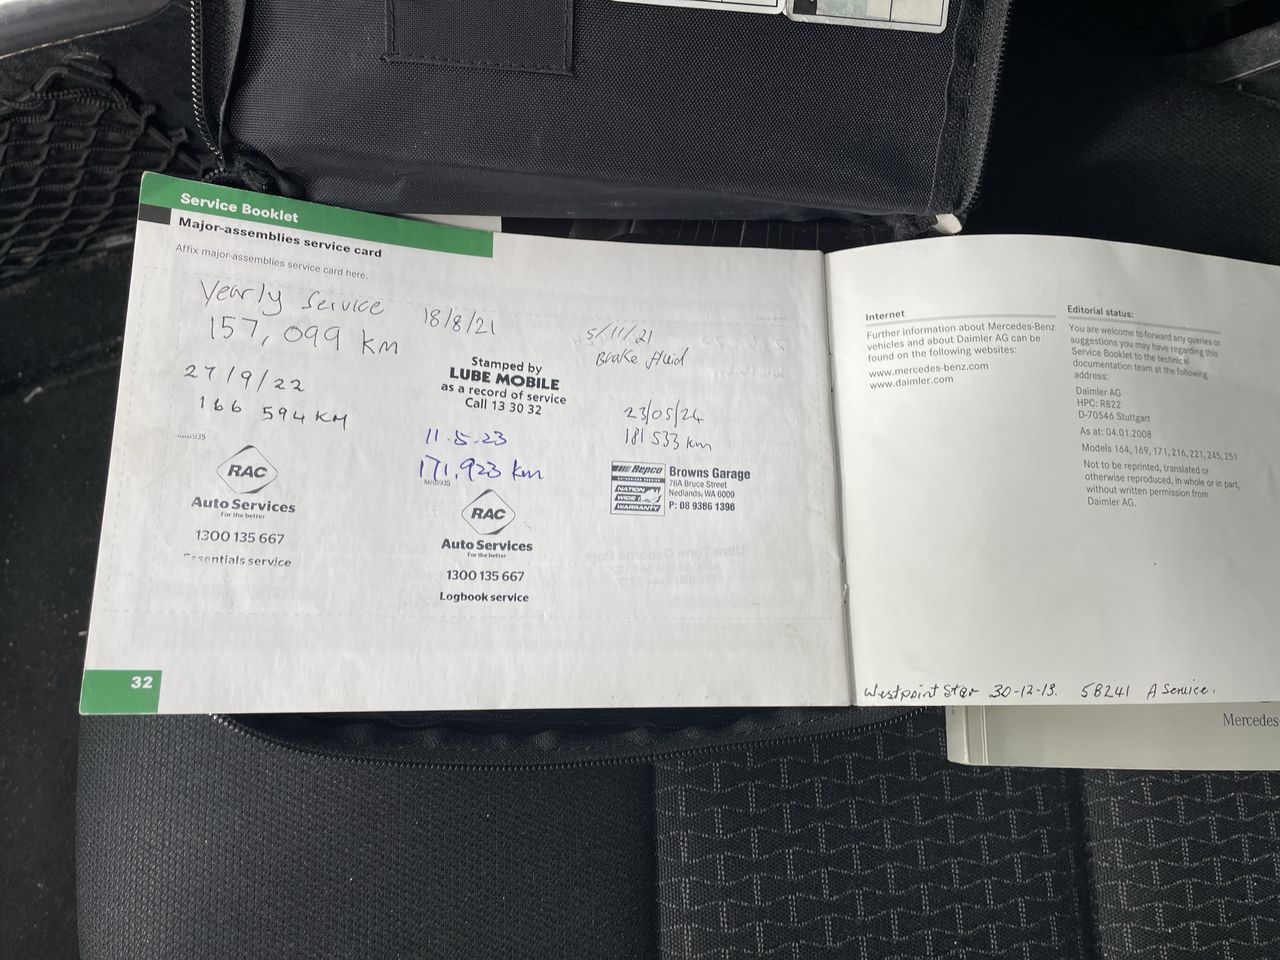 Service Booklet
Major-assemblies service card
Affix major-assemblies service card here.
Yearly Service
157,099 km
18/8/21
5/11/21
Brake fluid
27/9/22
166 594 KM
Stamped by
LUBE MOBILE
as a record of service
Call 13 30 32
11.5.23
171,923 km
23/05/24
181 533 km
RAC
Auto Services
For the better
1300 135 667
Essentials service
RAC
Auto Services
For the better
1300 135 667
Logbook service
Repco
AUTHORISED SERVICE
NATION
WIDE
WARRANTY
Browns Garage
76A Bruce Street
Nedlands, WA 6009
P: 08 9386 1396
32
Internet
Further information about Mercedes-Benz
vehicles and about Daimler AG can be
found on the following websites:
www.mercedes-benz.com
www.daimler.com
Editorial status:
You are welcome to forward any queries or
suggestions you may have regarding this
Service Booklet to the technical
documentation team at the following
address:
Daimler AG
HPC: R822
D-70546 Stuttgart
As at: 04.01.2008
Models 164, 169, 171, 216, 221, 245, 251
Not to be reprinted, translated or
otherwise reproduced, in whole or in part,
without written permission from
Daimler AG.
Westpoint Star 30-12-13. 58241 A Service.
Mercedes